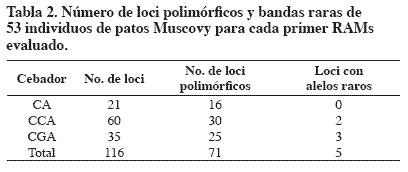 Tabla 2. Número de loci polimórficos y bandas raras de
53 individuos de patos Muscovy para cada primer RAMs
evaluado.
Cebador No. de loci No. de loci polimórficos Loci con alelos raros
CA 21 16 0
CCA 60 30 2
CGA 35 25 3
Total 116 71 5